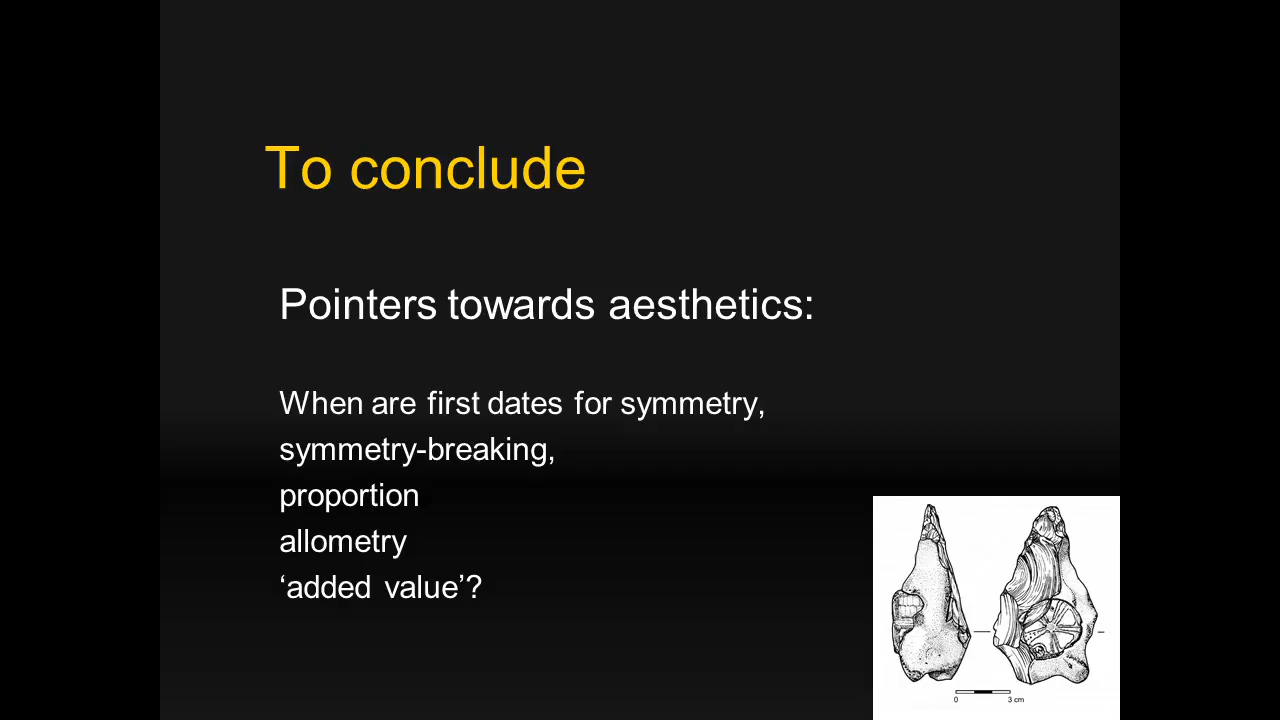 To conclude
Pointers towards aesthetics:
When are first dates for symmetry,
symmetry-breaking,
proportion
allometry
‘added value’?
0 3 cm